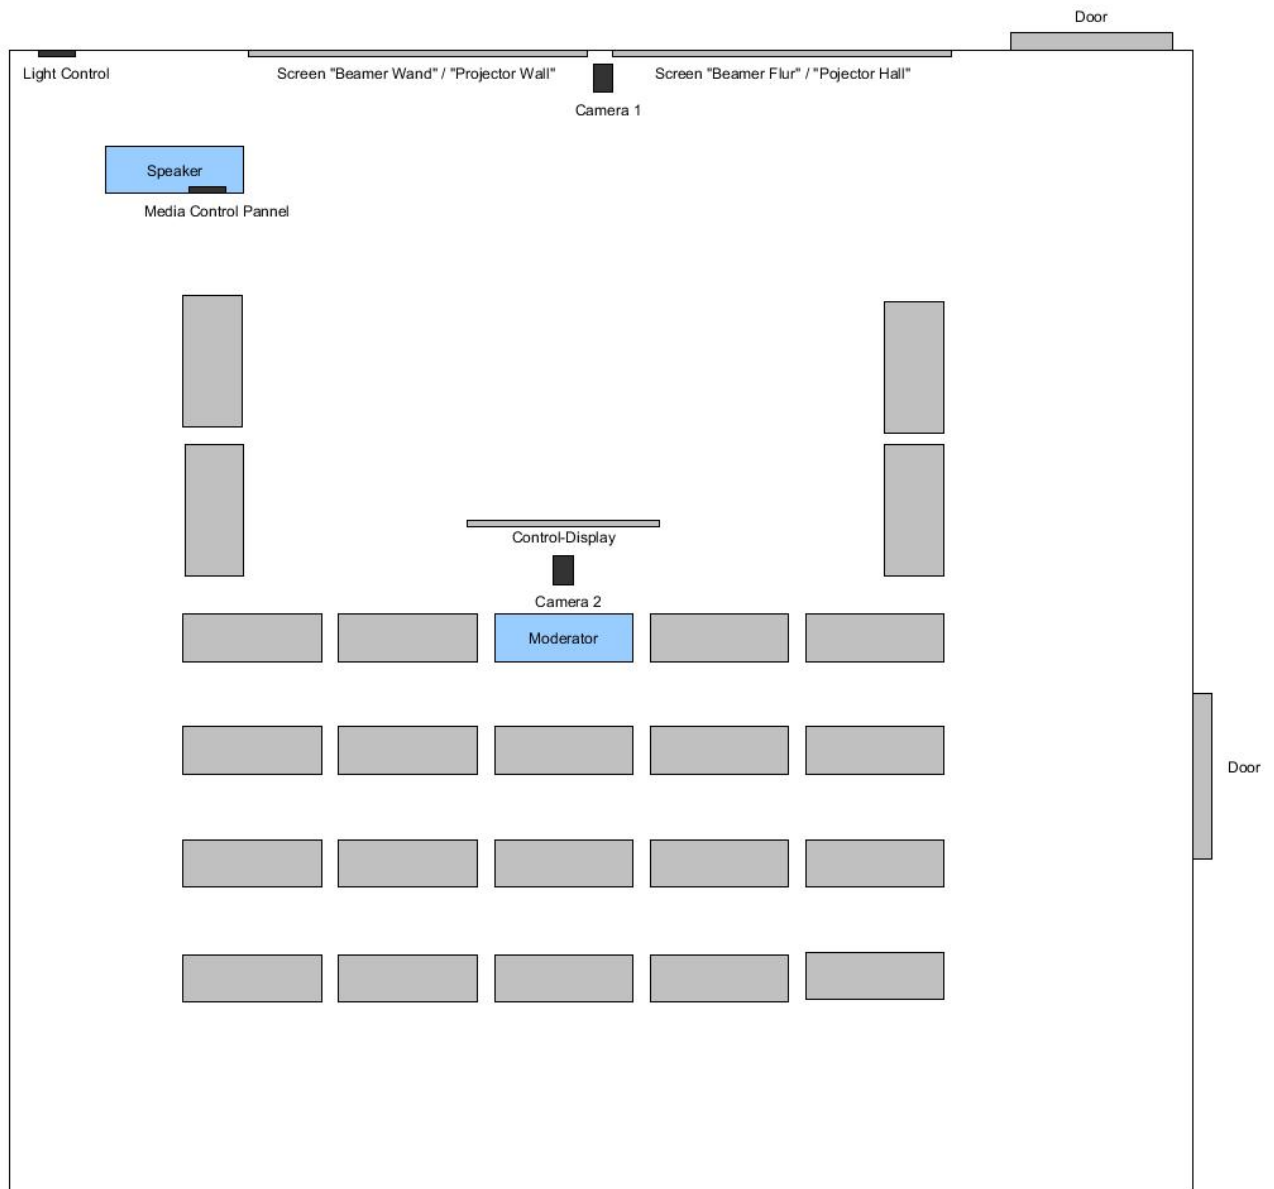 Door
Light Control
Screen "Beamer Wand" / "Projector Wall"
Screen "Beamer Flur" / "Pojector Hall"
Camera 1
Speaker
Media Control Pannel
Control-Display
Camera 2
Moderator
Door